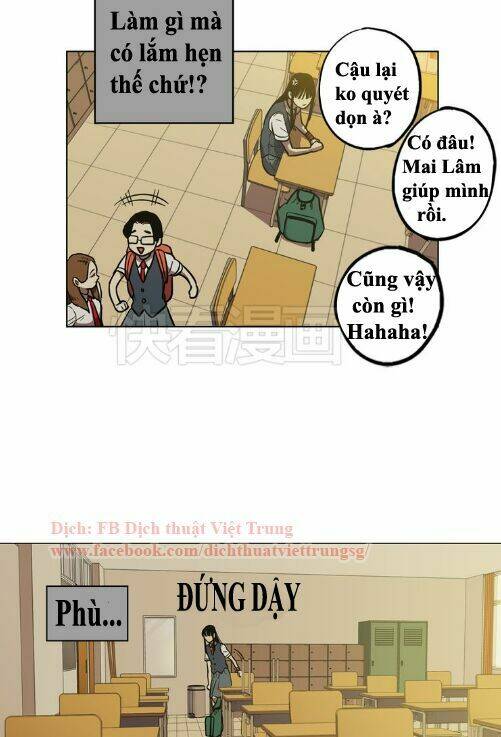 Làm gì mà
có lắm hẹn
thế chứ!?
Cậu lại
ko quyét
dọn à?
Có đâu!
Mai Lâm
giúp mình
rồi.
Cũng vậy
còn gì!
Hahaha!
快看漫画
Dịch: FB Dịch thuật Việt Trung
www.facebook.com/dichthuatviettrungsg/
Phù...
ĐỨNG DẬY